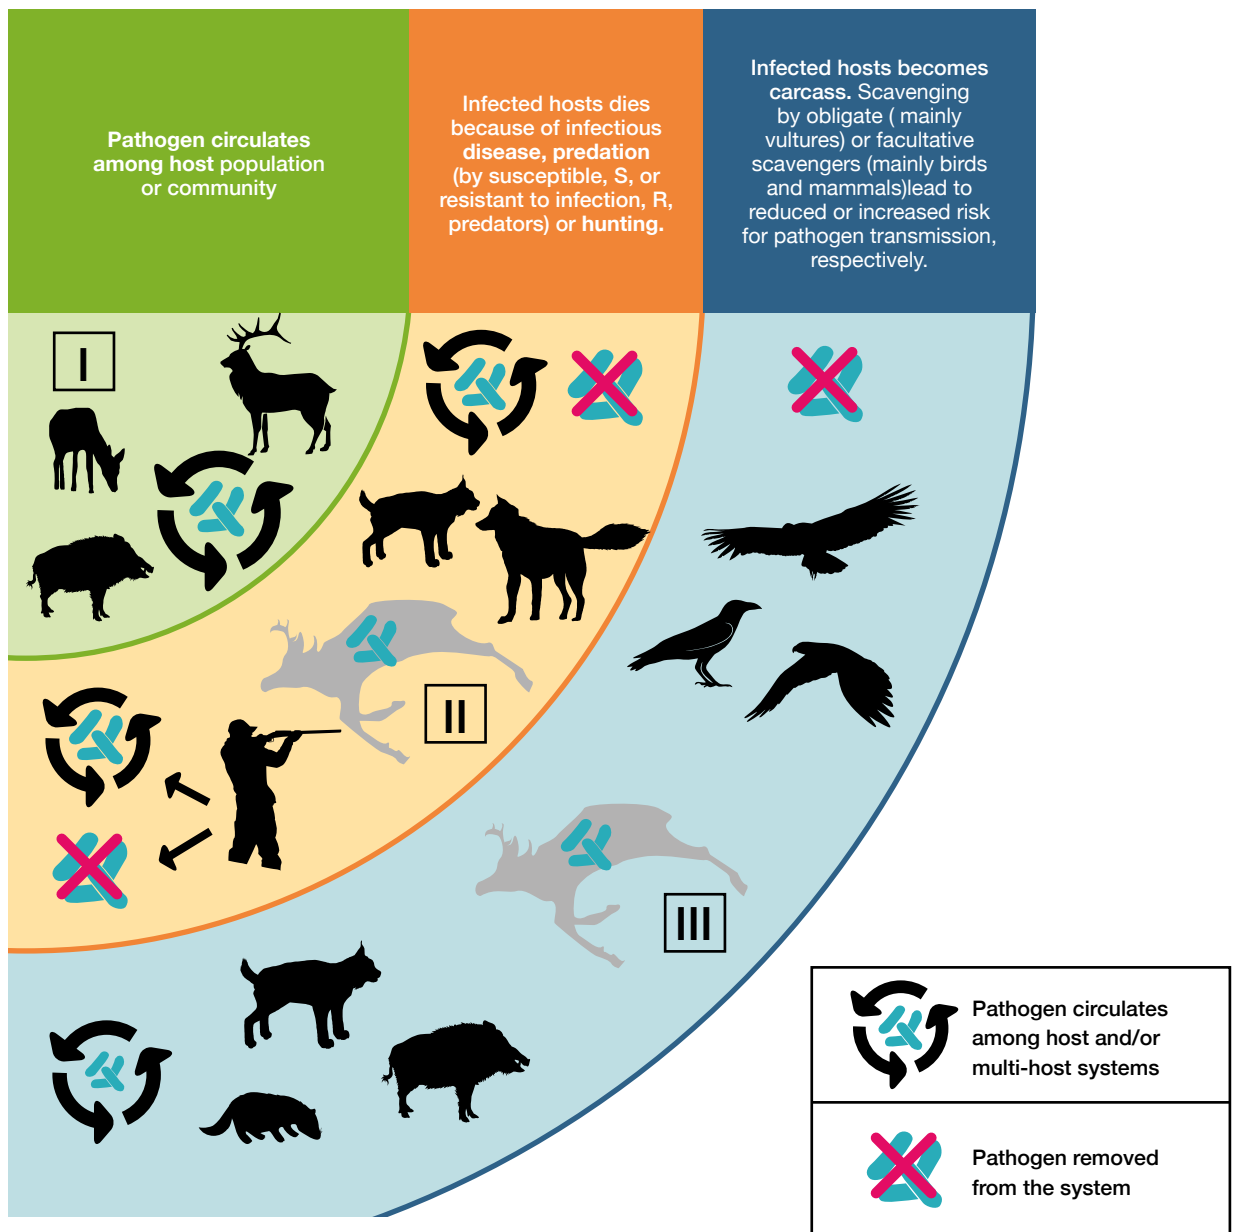 Pathogen circulates
among host population
or community
Infected hosts dies
because of infectious
disease, predation
(by susceptible, S, or
resistant to infection, R,
predators) or hunting.
Infected hosts becomes
carcass. Scavenging
by obligate ( mainly
vultures) or facultative
scavengers (mainly birds
and mammals)lead to
reduced or increased risk
for pathogen transmission,
respectively.
I
II
III
Pathogen circulates
among host and/or
multi-host systems
Pathogen removed
from the system